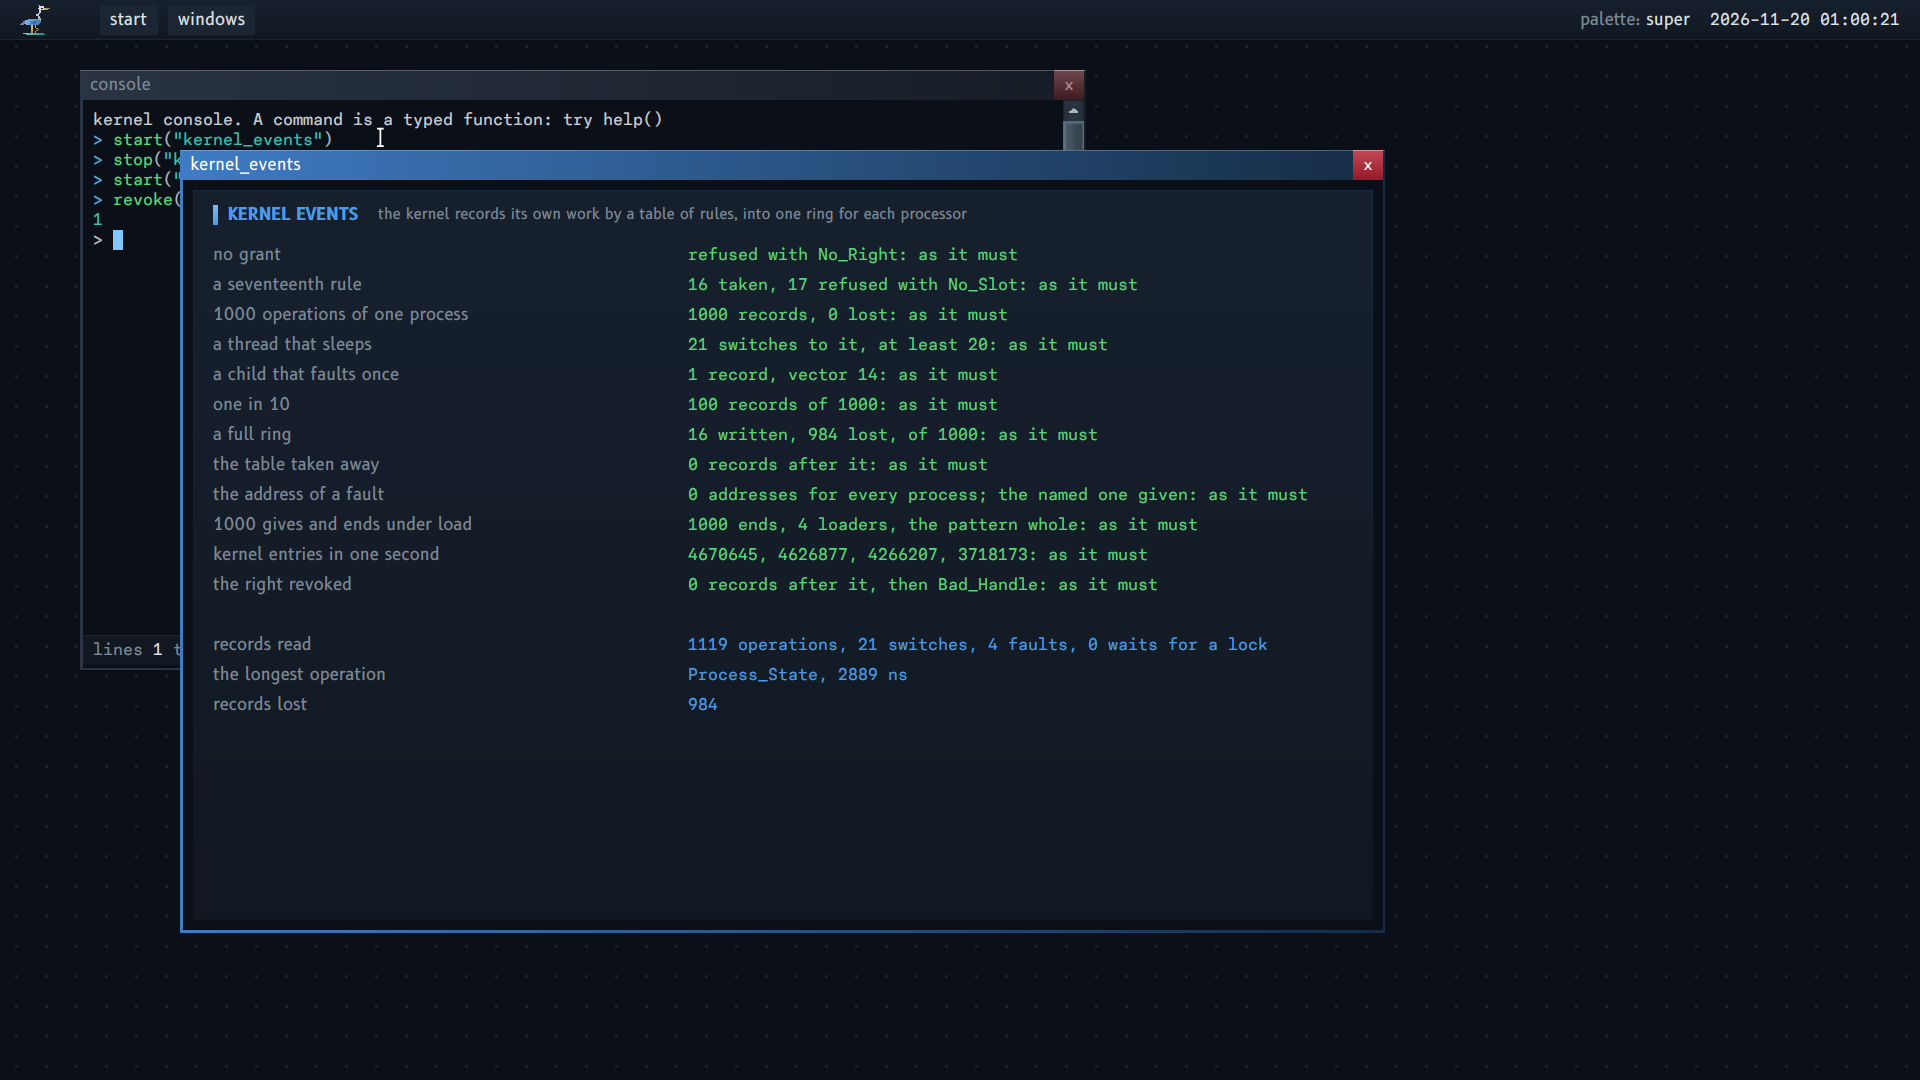 start windows palette: super 2026-11-20 01:00:21
console x
kernel console. A command is a typed function: try help()
> start("kernel_events")
> stop("k
> start("
> revoke(
1
>
lines 1 t
kernel_events x
KERNEL EVENTS the kernel records its own work by a table of rules, into one ring for each processor
no grant refused with No_Right: as it must
a seventeenth rule 16 taken, 17 refused with No_Slot: as it must
1000 operations of one process 1000 records, 0 lost: as it must
a thread that sleeps 21 switches to it, at least 20: as it must
a child that faults once 1 record, vector 14: as it must
one in 10 100 records of 1000: as it must
a full ring 16 written, 984 lost, of 1000: as it must
the table taken away 0 records after it: as it must
the address of a fault 0 addresses for every process; the named one given: as it must
1000 gives and ends under load 1000 ends, 4 loaders, the pattern whole: as it must
kernel entries in one second 4670645, 4626877, 4266207, 3718173: as it must
the right revoked 0 records after it, then Bad_Handle: as it must
records read 1119 operations, 21 switches, 4 faults, 0 waits for a lock
the longest operation Process_State, 2889 ns
records lost 984